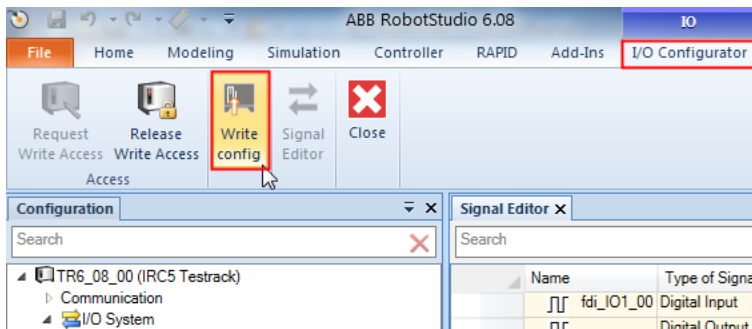 ABB RobotStudio 6.08
IO
File Home Modeling Simulation Controller RAPID Add-Ins I/O Configurator
Request Write Access
Release Write Access
Write config
Signal Editor
Close
Access
Configuration
Signal Editor
Search
Search
TR6_08_00 (IRC5 Testrack)
Communication
I/O System
Name Type of Signa
fdi_IO1_00 Digital Input
Digital Output